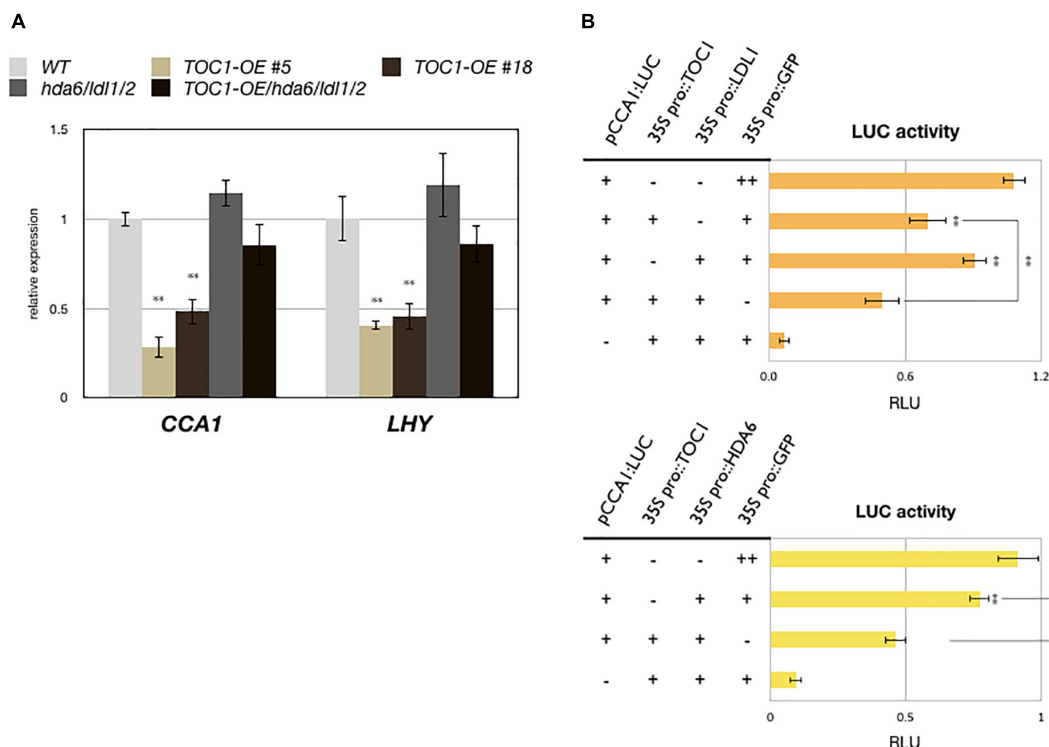 A
WT
TOC1-OE #5
TOC1-OE #18
hda6/ldl1/2
TOC1-OE/hda6/ldl1/2
relative expression
1.5
1
0.5
0
**
**
**
**
CCA1
LHY
B
pCCA1:LUC
35S pro::TOC1
35S pro::LDL1
35S pro::GFP
LUC activity
+ - - ++
+ + - + **
+ - + + ** **
+ + + -
- + + +
0.0 0.6 1.2
RLU
pCCA1:LUC
35S pro::TOC1
35S pro::HDA6
35S pro::GFP
LUC activity
+ - - ++
+ - + + **
+ + + -
- + + +
0 0.5 1
RLU